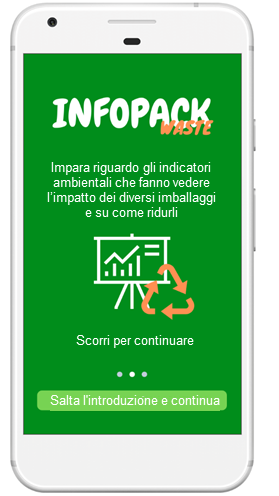 INFOPACK
WASTE
Impara riguardo gli indicatori
ambientali che fanno vedere
l'impatto dei diversi imballaggi
e su come ridurli
Scorri per continuare
Salta l'introduzione e continua